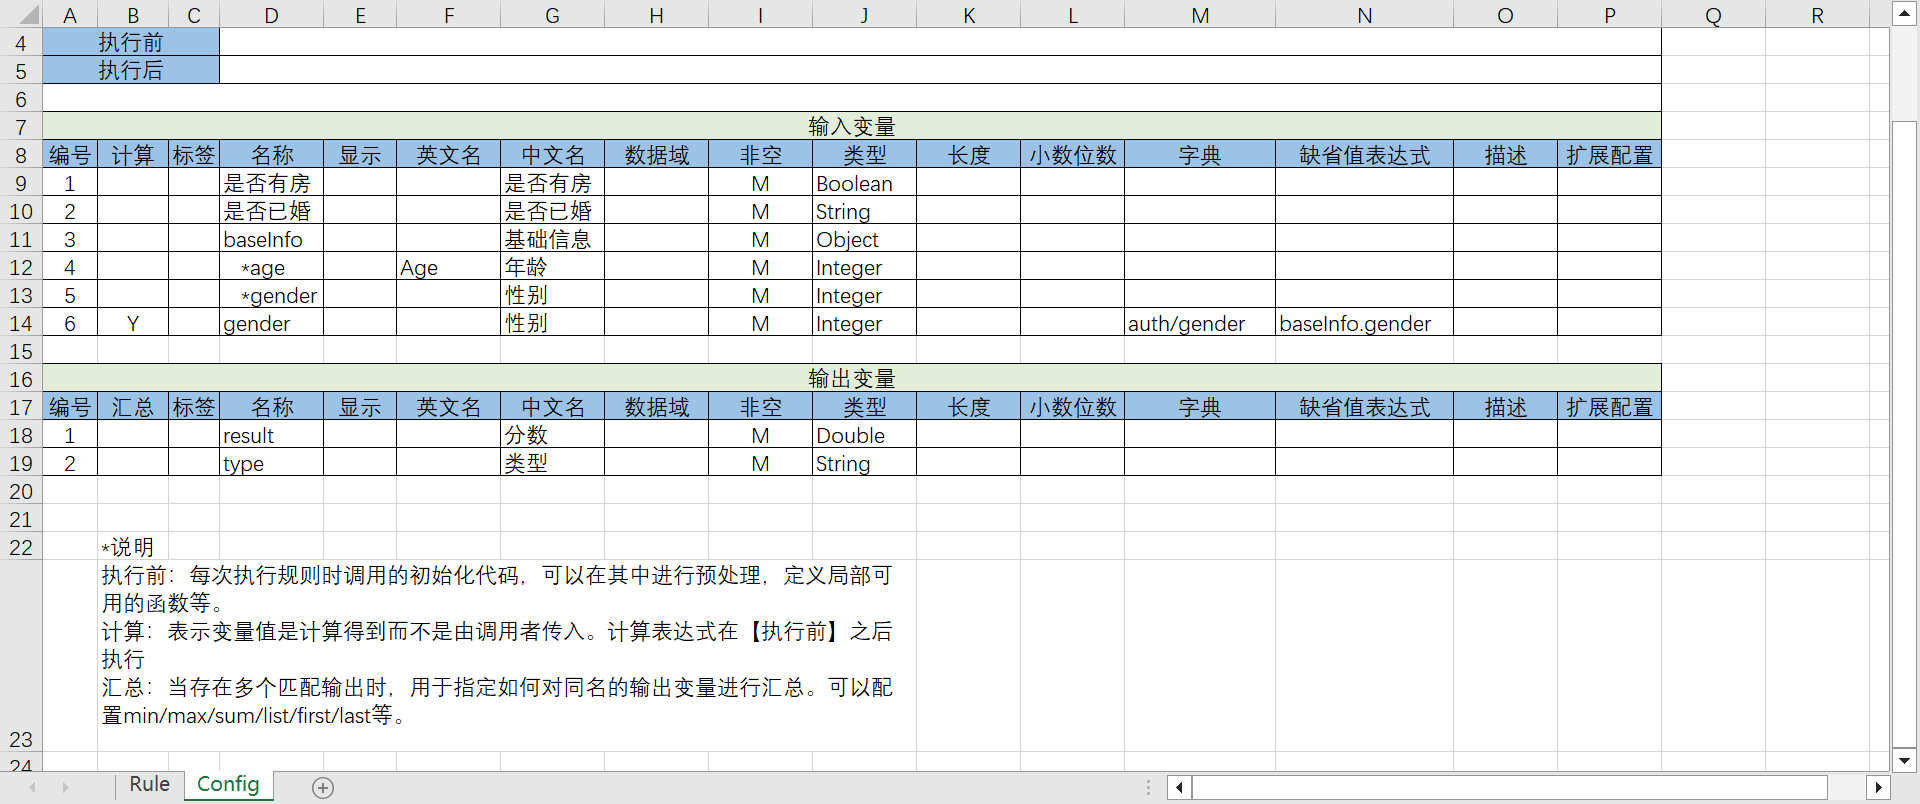 A B C D E F G H I J K L M N O P Q R
4 执行前
5 执行后
6
7 输入变量
8 编号 计算 标签 名称 显示 英文名 中文名 数据域 非空 类型 长度 小数位数 字典 缺省值表达式 描述 扩展配置
9 1 是否有房 是否有房 M Boolean
10 2 是否已婚 是否已婚 M String
11 3 baseInfo 基础信息 M Object
12 4 *age Age 年龄 M Integer
13 5 *gender 性别 M Integer
14 6 Y gender 性别 M Integer auth/gender baseInfo.gender
15
16 输出变量
17 编号 汇总 标签 名称 显示 英文名 中文名 数据域 非空 类型 长度 小数位数 字典 缺省值表达式 描述 扩展配置
18 1 result 分数 M Double
19 2 type 类型 M String
20
21
22 *说明
执行前：每次执行规则时调用的初始化代码，可以在其中进行预处理，定义局部可
用的函数等。
计算：表示变量值是计算得到而不是由调用者传入。计算表达式在【执行前】之后
执行
汇总：当存在多个匹配输出时，用于指定如何对同名的输出变量进行汇总。可以配
置min/max/sum/list/first/last等。
23
24
Rule Config